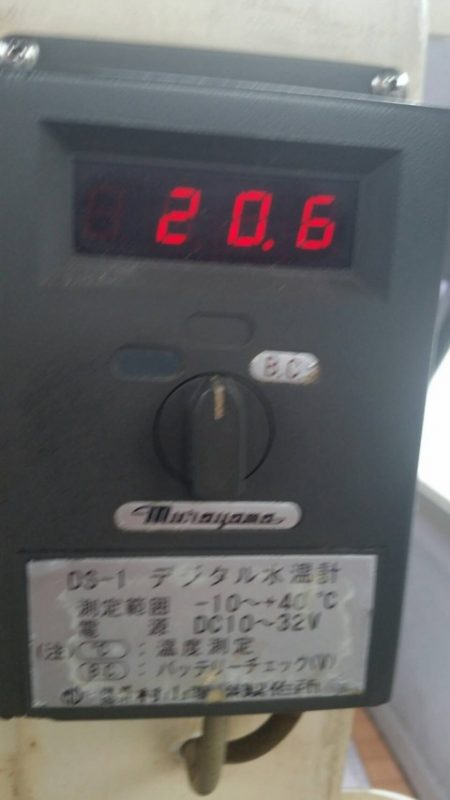 20.6
B.C
Murayama
DS-1 デジタル水温計
測定範囲 -10〜+40℃
電 源 DC10〜32V
(注) ℃ : 温度測定
B.C : バッテリーチェック(V)